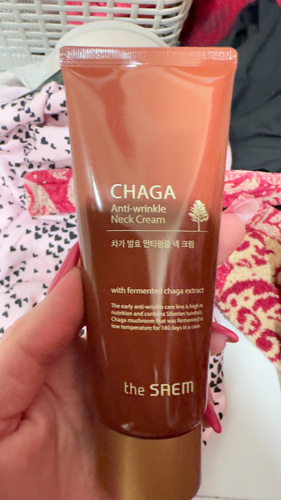 CHAGA
Anti-wrinkle
Neck Cream
차가 발효 안티링클 넥 크림
with fermented chaga extract
The early anti-wrinkle care line is high in
nutrition and contains Siberian tundra's
Chaga mushroom that was fermented in
low temperature for 180 days in a cave.
the SAEM